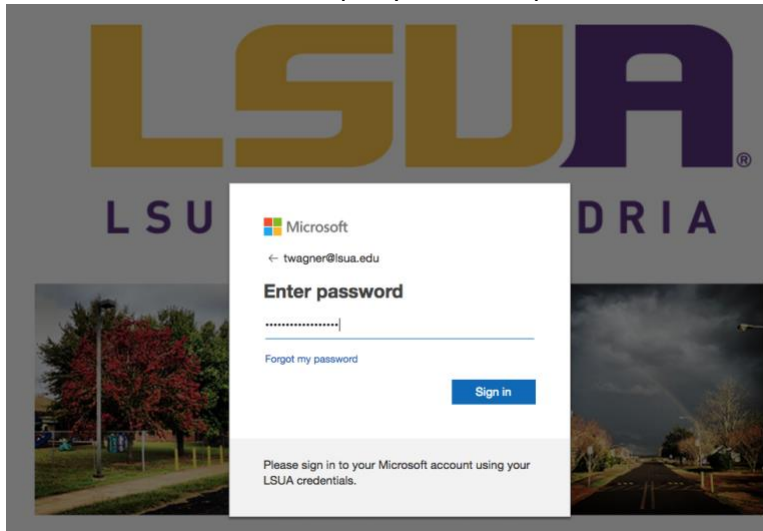 LSUA®
LSU DRIA
Microsoft
← twagner@lsua.edu
Enter password
••••••••••••••••••
Forgot my password
Sign in
Please sign in to your Microsoft account using your
LSUA credentials.